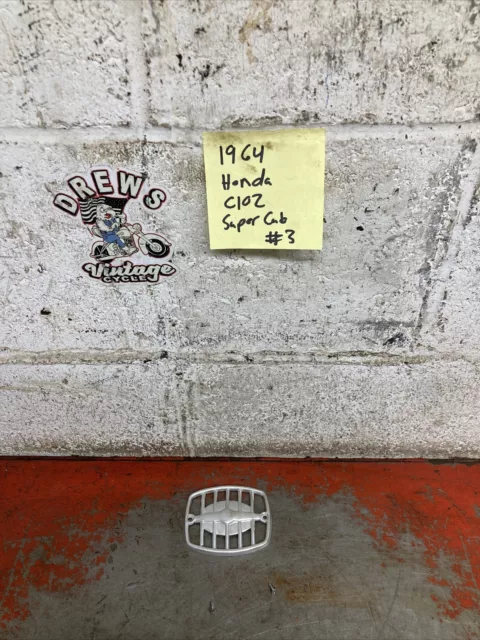 DREWS
Vintage
CYCLES
1964
Honda
C102
Super Cub
#3